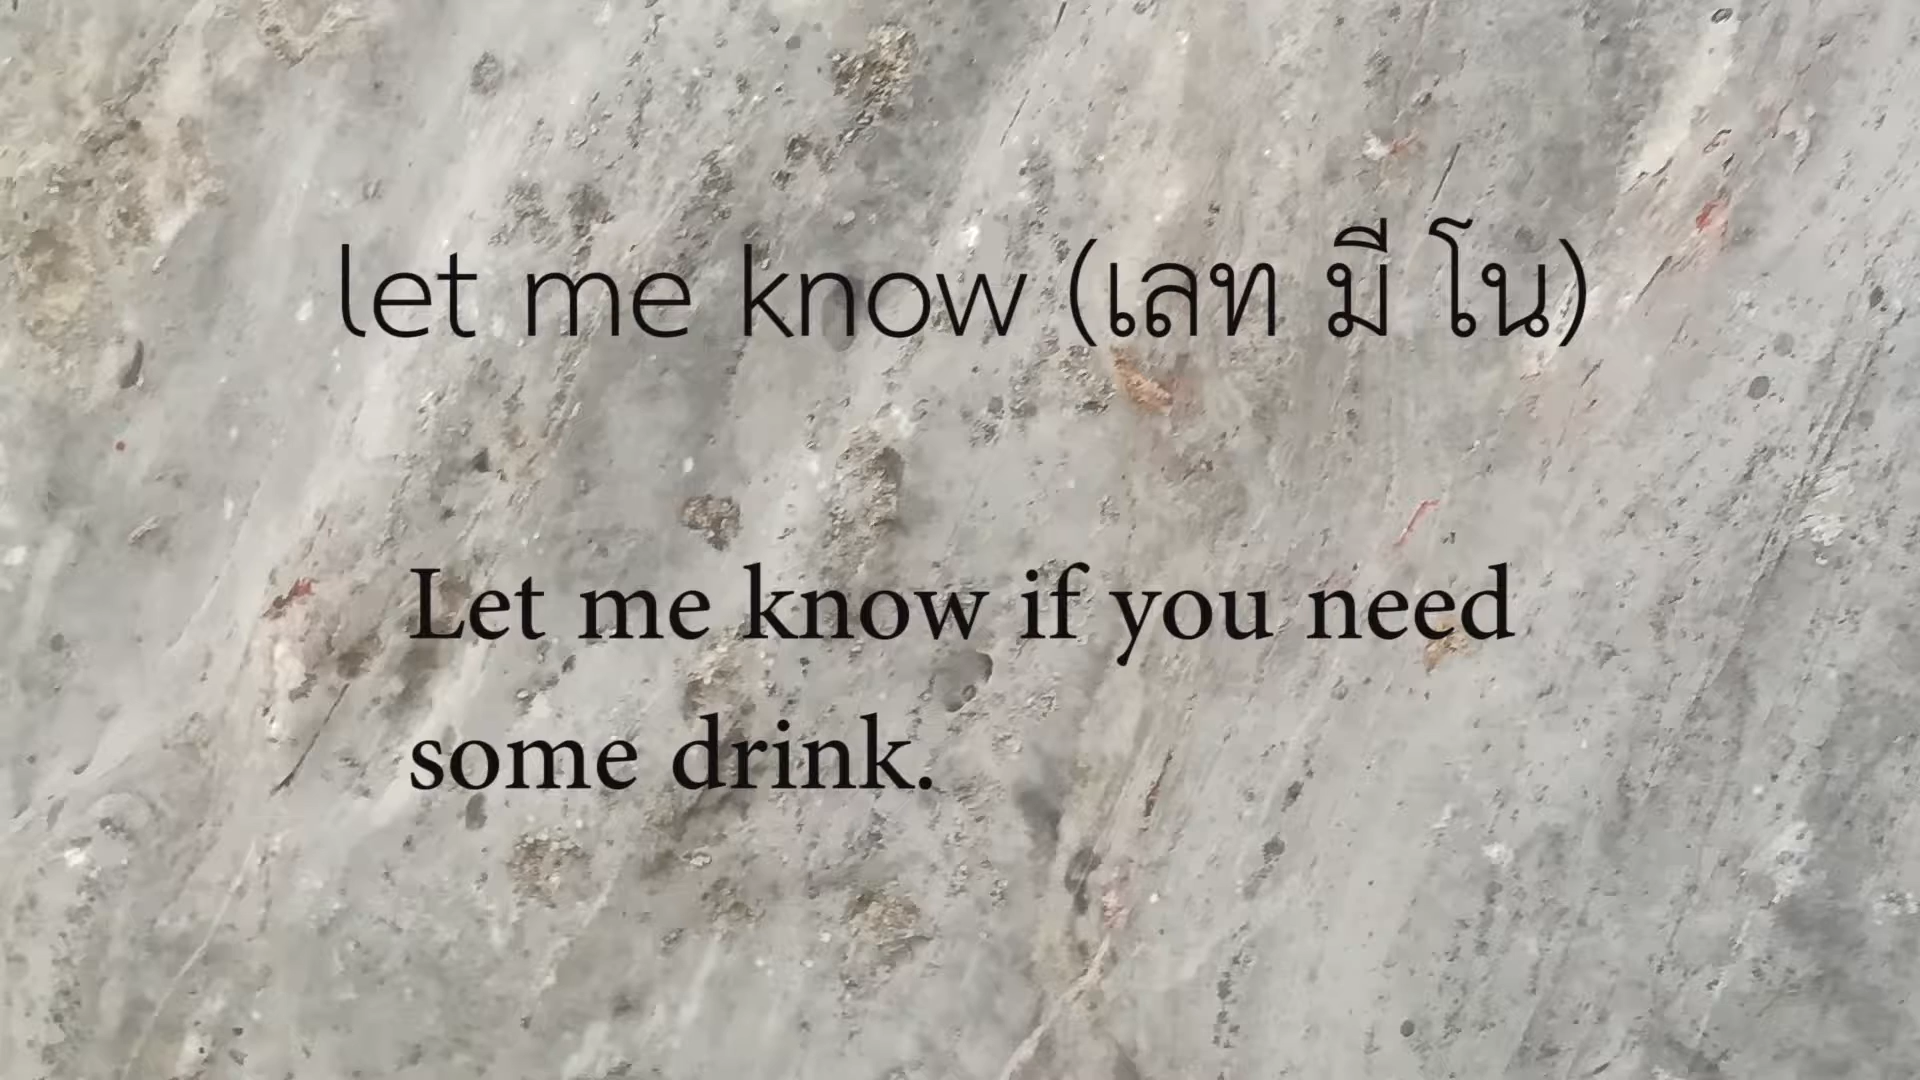 let me know (เลท มี โน)
Let me know if you need
some drink.